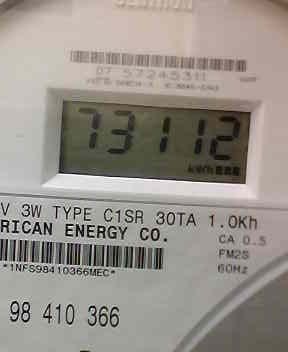 07 57245311
73112
kWh
V 3W TYPE C1SR 30TA 1.0Kh
RICAN ENERGY CO.
CA 0.5
FM2S
*1NFS98410366MEC*
60Hz
98 410 366